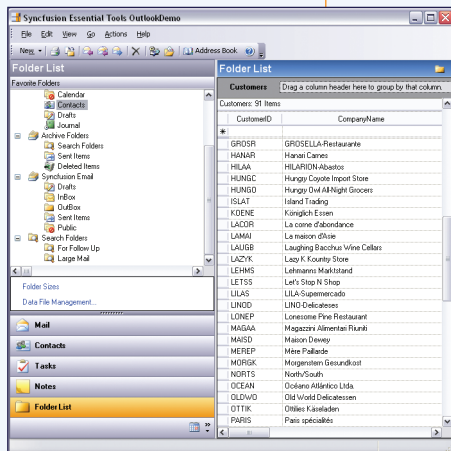 Syncfusion Essential Tools OutlookDemo
File Edit View Go Actions Help
New Address Book
Folder List
Favorite Folders
Calendar
Contacts
Drafts
Journal
Archive Folders
Search Folders
Sent Items
Deleted Items
Syncfusion Email
Drafts
InBox
OutBox
Sent Items
Public
Search Folders
For Follow Up
Large Mail
Folder Sizes
Data File Management...
Mail
Contacts
Tasks
Notes
Folder List
Folder List
Customers Drag a column header here to group by that column.
Customers: 91 Items
CustomerID CompanyName
GROSR GROSELLA-Restaurante
HANAR Hanari Carnes
HILAA HILARION-Abastos
HUNGC Hungry Coyote Import Store
HUNGO Hungry Owl All-Night Grocers
ISLAT Island Trading
KOENE Königlich Essen
LACOR La corne d'abondance
LAMAI La maison d'Asie
LAUGB Laughing Bacchus Wine Cellars
LAZYK Lazy K Kountry Store
LEHMS Lehmanns Marktstand
LETSS Let's Stop N Shop
LILAS LILA-Supermercado
LINOD LINO-Delicateses
LONEP Lonesome Pine Restaurant
MAGAA Magazzini Alimentari Riuniti
MAISD Maison Dewey
MEREP Mère Paillarde
MORGK Morgenstern Gesundkost
NORTS North/South
OCEAN Océano Atlántico Ltda.
OLDWO Old World Delicatessen
OTTIK Ottilies Käseladen
PARIS Paris spécialités